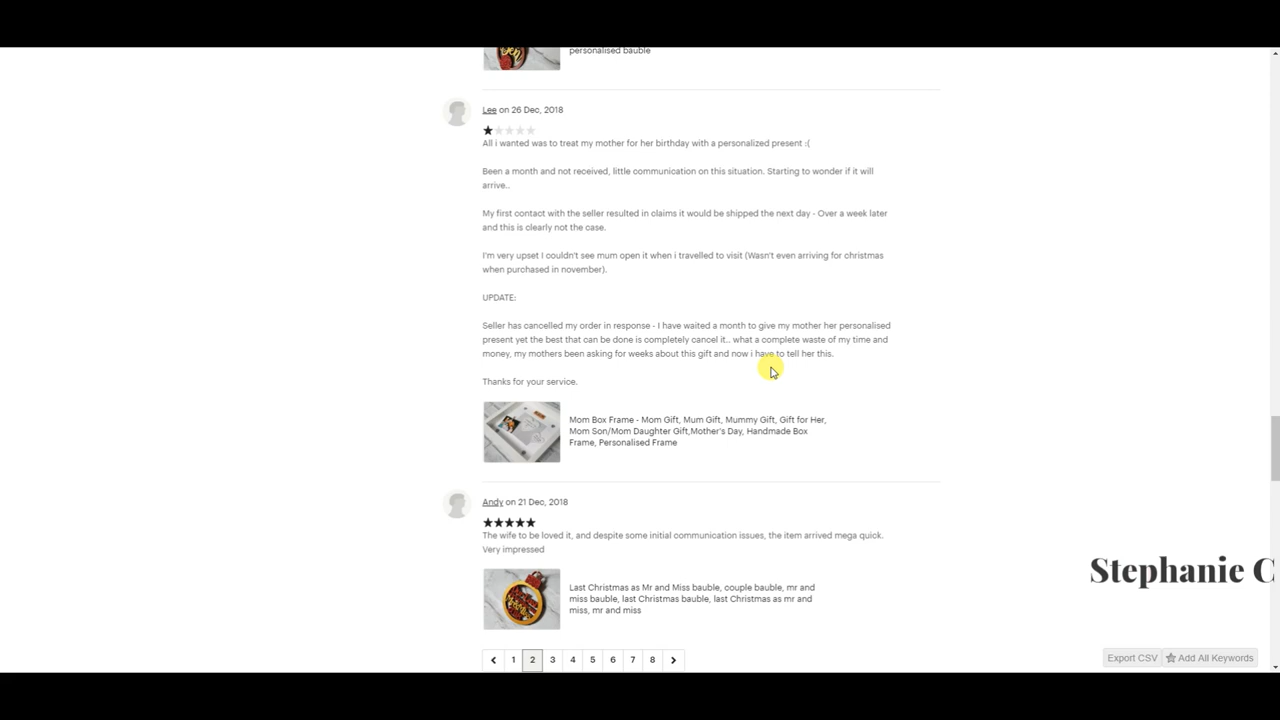 personalised bauble
Lee on 26 Dec, 2018
All i wanted was to treat my mother for her birthday with a personalized present :(
Been a month and not received, little communication on this situation. Starting to wonder if it will
arrive..
My first contact with the seller resulted in claims it would be shipped the next day - Over a week later
and this is clearly not the case.
I'm very upset I couldn't see mum open it when i travelled to visit (Wasn't even arriving for christmas
when purchased in november).
UPDATE:
Seller has cancelled my order in response - I have waited a month to give my mother her personalised
present yet the best that can be done is completely cancel it.. what a complete waste of my time and
money, my mothers been asking for weeks about this gift and now i have to tell her this.
Thanks for your service.
Mom Box Frame - Mom Gift, Mum Gift, Mummy Gift, Gift for Her,
Mom Son/Mom Daughter Gift,Mother's Day, Handmade Box
Frame, Personalised Frame
Andy on 21 Dec, 2018
The wife to be loved it, and despite some initial communication issues, the item arrived mega quick.
Very impressed
Last Christmas as Mr and Miss bauble, couple bauble, mr and
miss bauble, last Christmas bauble, last Christmas as mr and
miss, mr and miss
Stephanie C
1 2 3 4 5 6 7 8
Export CSV Add All Keywords